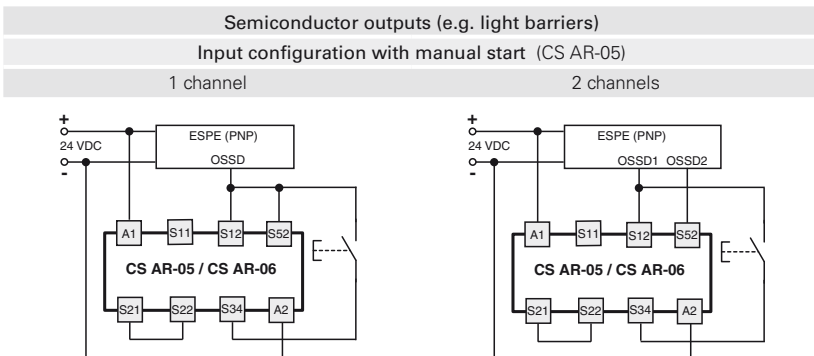 Semiconductor outputs (e.g. light barriers)
Input configuration with manual start (CS AR-05)
1 channel 2 channels
+ +
ESPE (PNP) ESPE (PNP)
24 VDC 24 VDC
OSSD OSSD1 OSSD2
- -
A1 S11 S12 S52 A1 S11 S12 S52
CS AR-05 / CS AR-06 CS AR-05 / CS AR-06
S21 S22 S34 A2 S21 S22 S34 A2